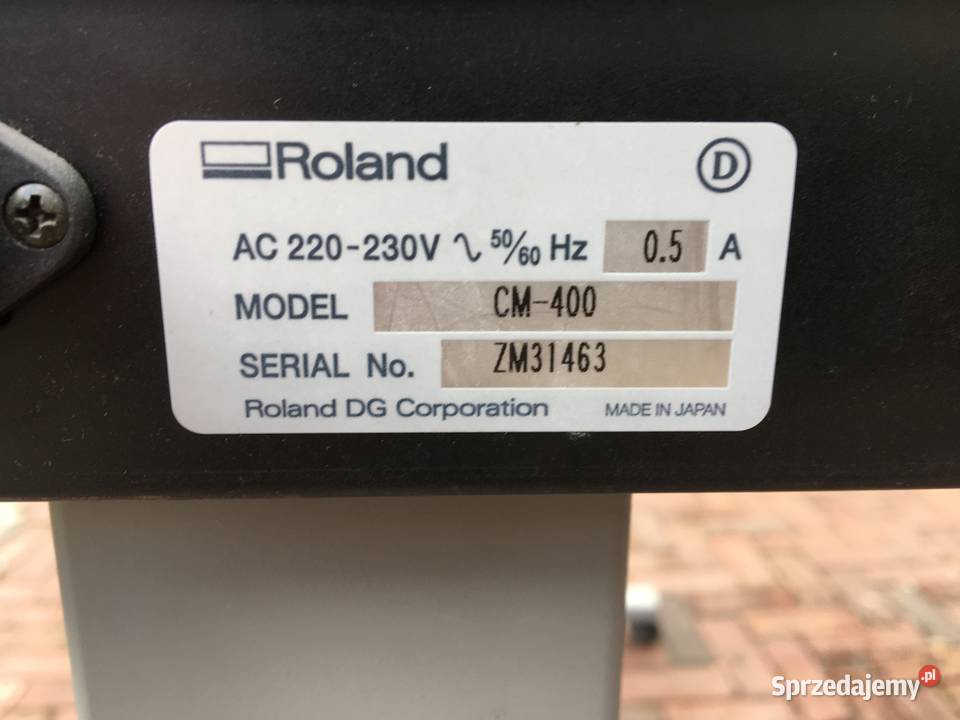 Roland D
AC 220-230V ∿ 50/60 Hz 0.5 A
MODEL CM-400
SERIAL No. ZM31463
Roland DG Corporation MADE IN JAPAN
Sprzedajemy.pl